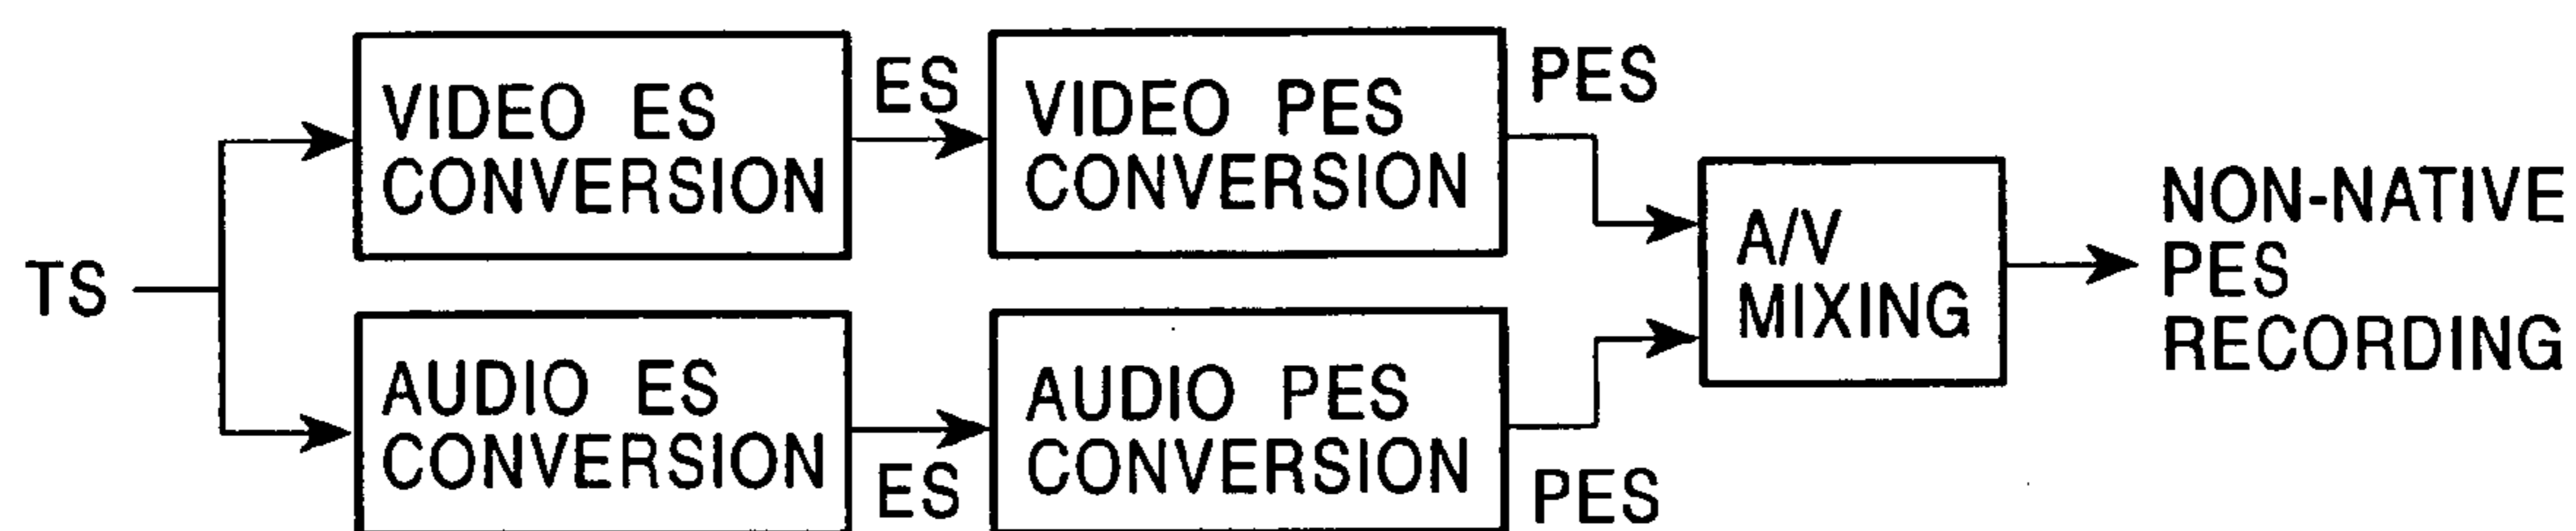 TS
VIDEO ES
CONVERSION
ES
VIDEO PES
CONVERSION
PES
AUDIO ES
CONVERSION
ES
AUDIO PES
CONVERSION
PES
A/V
MIXING
NON-NATIVE
PES
RECORDING